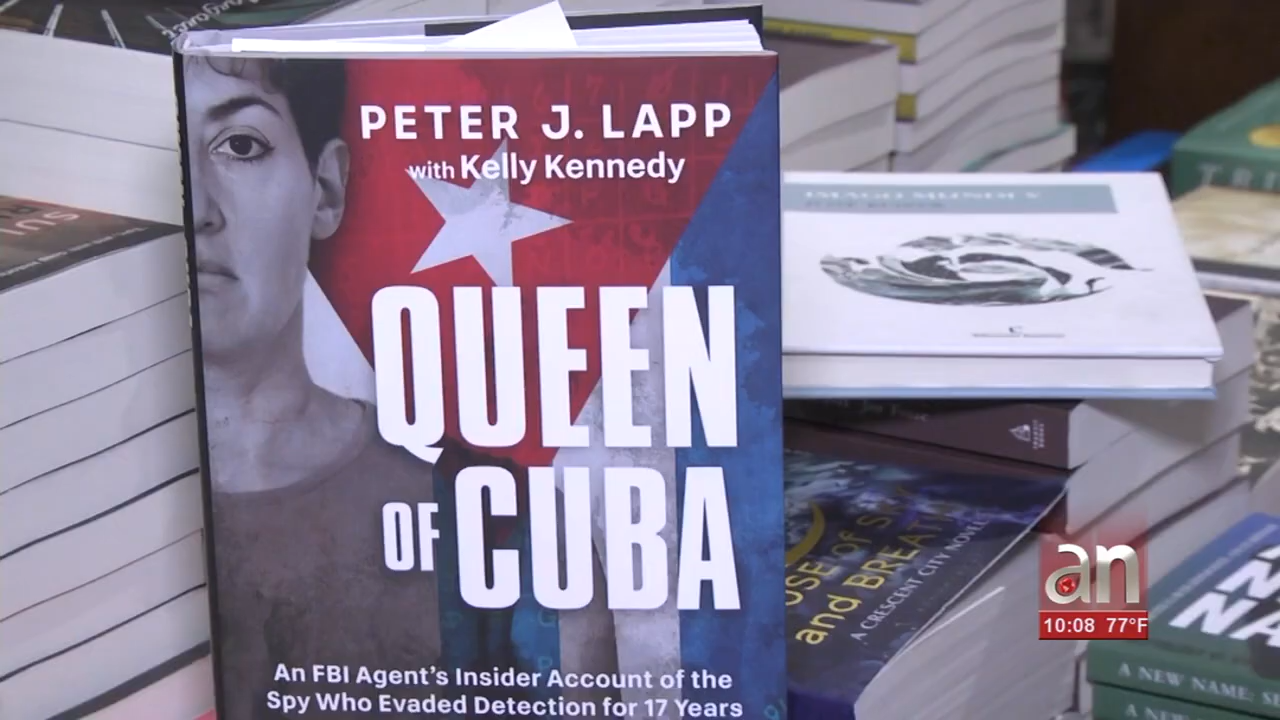 PETER J. LAPP
with Kelly Kennedy
QUEEN
OF CUBA
An FBI Agent's Insider Account of the
Spy Who Evaded Detection for 17 Years
SUI
and BREATH
A CRESCENT CITY NOVEL
an
10:08 77°F
A NEW NAME: